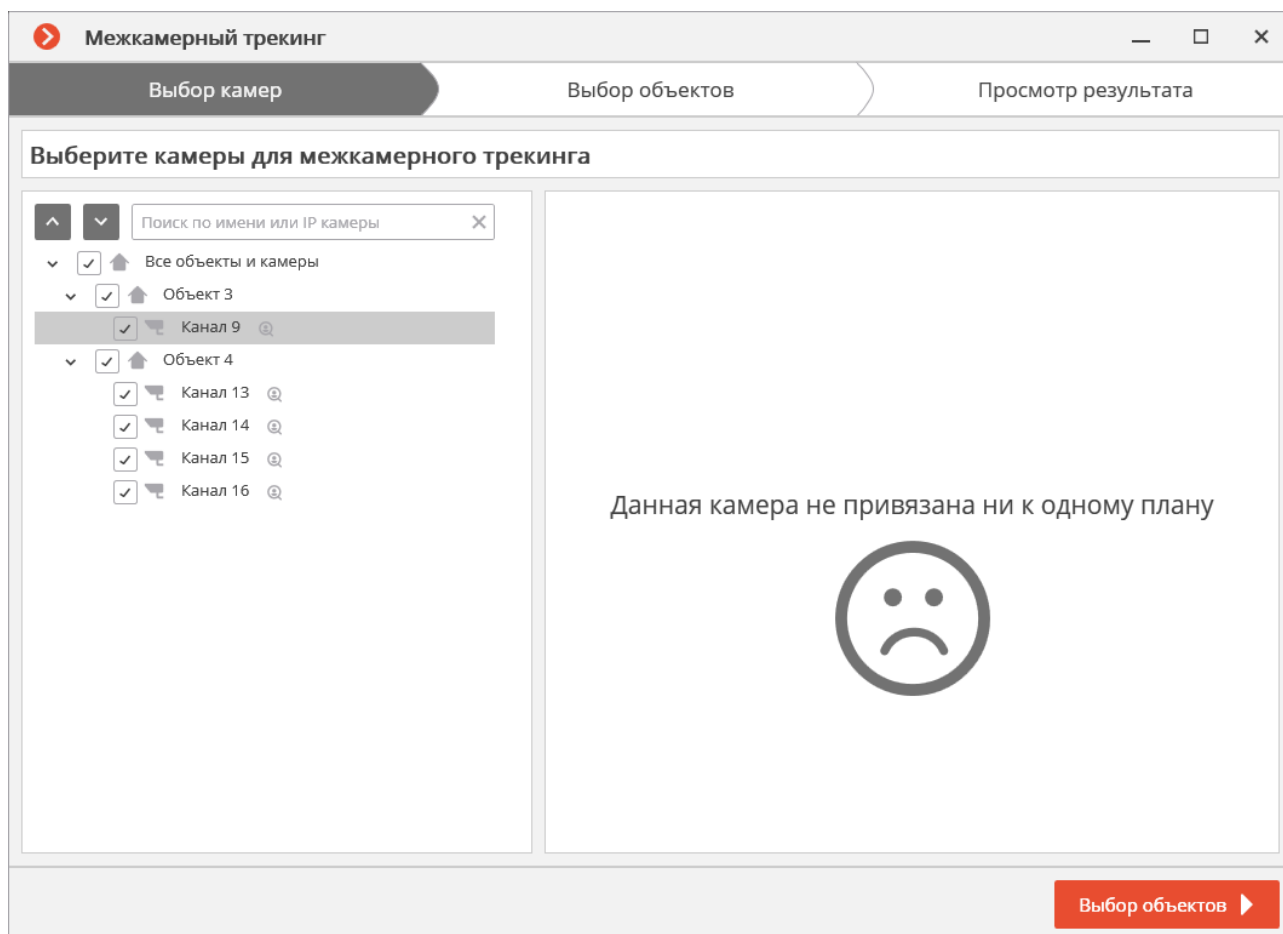 Межкамерный трекинг
Выбор камер
Выбор объектов
Просмотр результата
Выберите камеры для межкамерного трекинга
Поиск по имени или IP камеры
Все объекты и камеры
Объект 3
Канал 9
Объект 4
Канал 13
Канал 14
Канал 15
Канал 16
Данная камера не привязана ни к одному плану
Выбор объектов